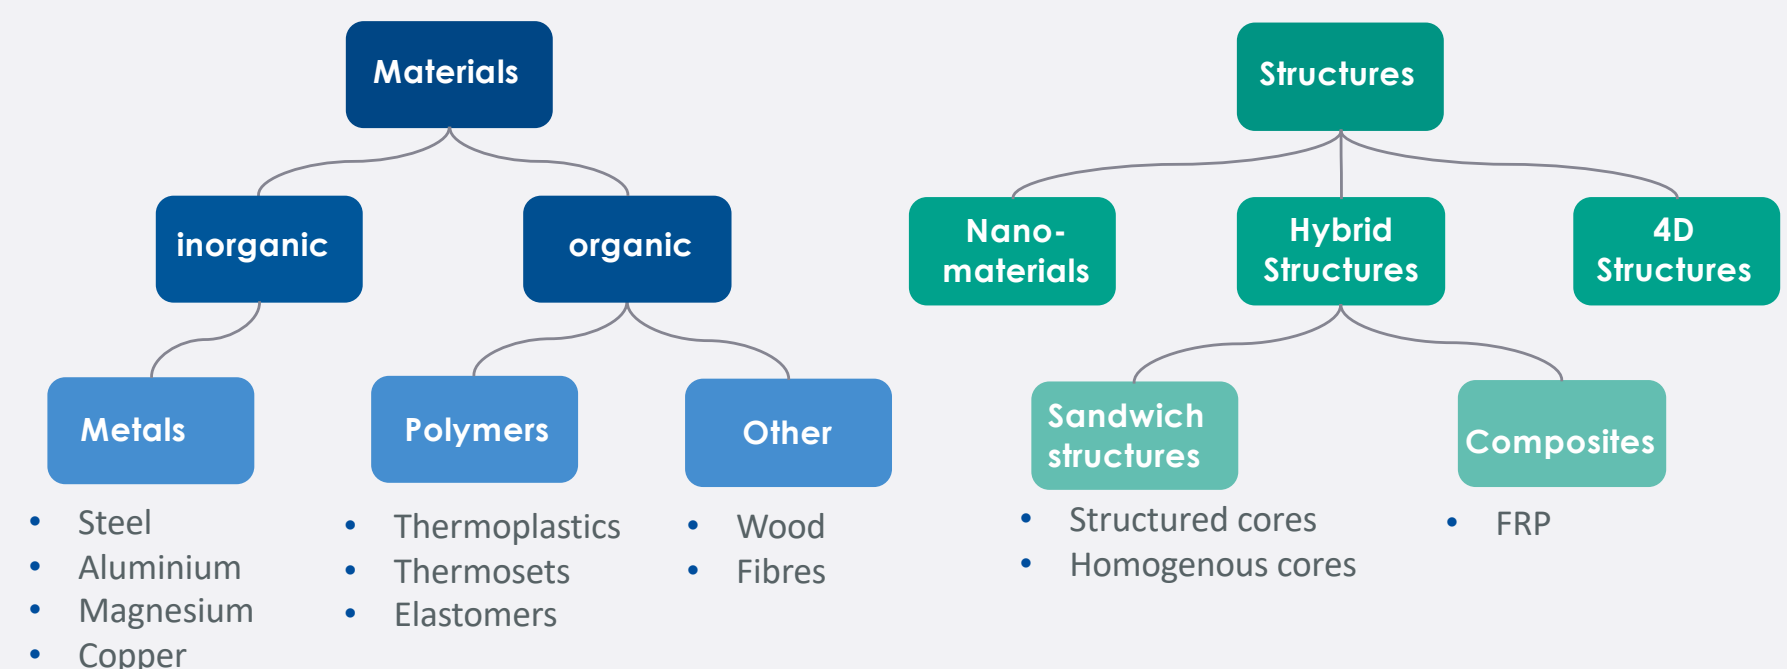 Materials
Structures
inorganic
organic
Nano-
materials
Hybrid
Structures
4D
Structures
Metals
Polymers
Other
Sandwich
structures
Composites
• Steel
• Aluminium
• Magnesium
• Copper
• Thermoplastics
• Thermosets
• Elastomers
• Wood
• Fibres
• Structured cores
• Homogenous cores
• FRP